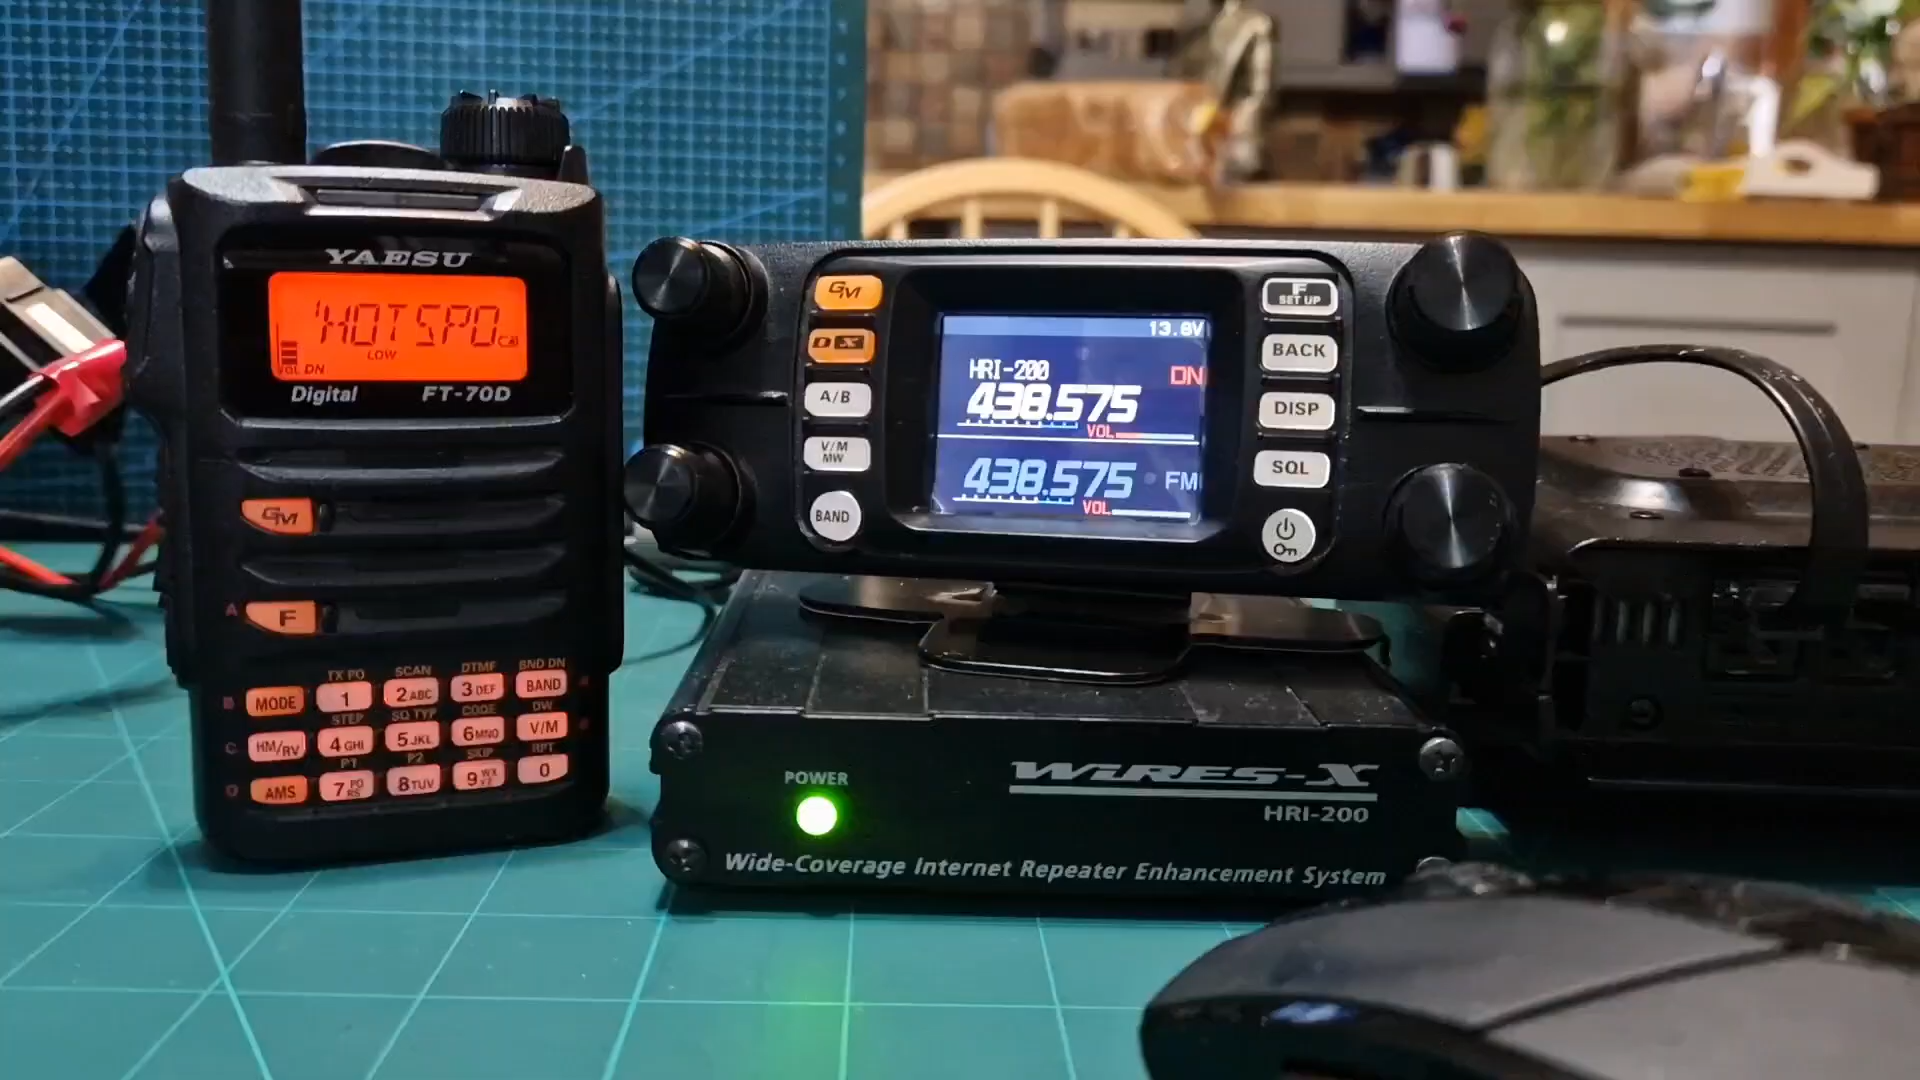 YAESU
HOTSPO
LOW
VOL DN
Digital FT-70D
GM
A F
TX PO SCAN DTMF BND DN
B MODE 1 2ABC 3DEF BAND
STEP SQ TYP CODE DW
C HM/RV 4GHI 5JKL 6MNO V/M
P1 P2 SKIP RPT
D AMS 7PQRS 8TUV 9WXYZ 0
GM
DX
A/B
V/M
MW
BAND
13.8V
HRI-200 DN
438.575
VOL
438.575 FM
VOL
F
SET UP
BACK
DISP
SQL
On
POWER
WiRES-X
HRI-200
Wide-Coverage Internet Repeater Enhancement System